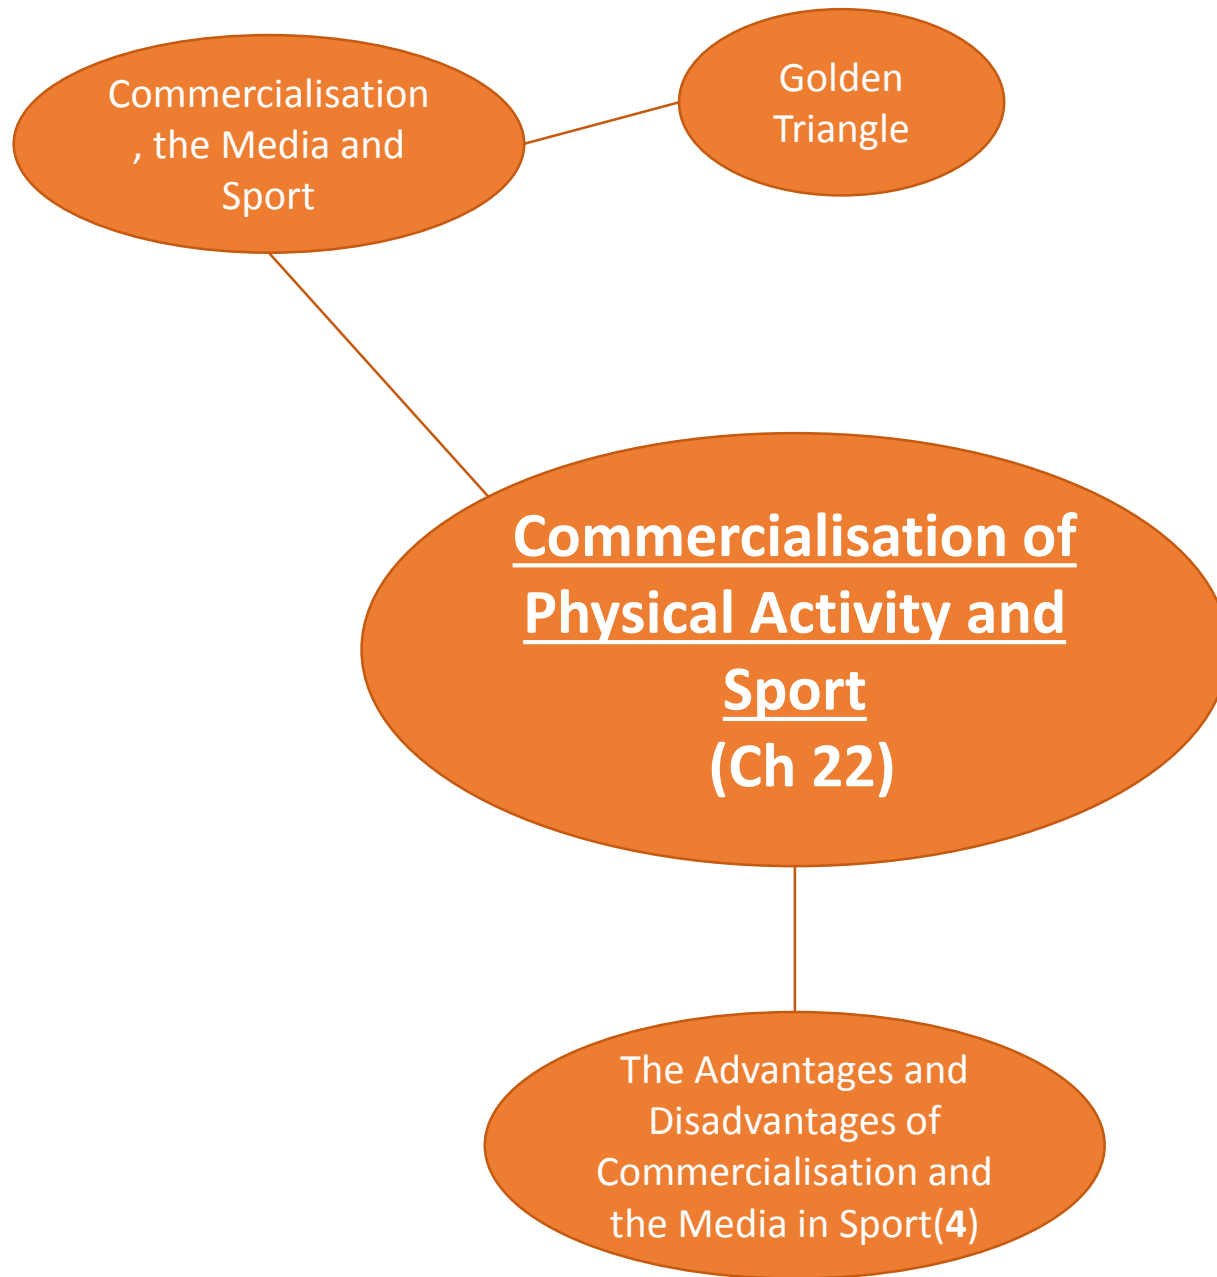 Commercialisation
, the Media and
Sport
Golden
Triangle
Commercialisation of
Physical Activity and
Sport
(Ch 22)
The Advantages and
Disadvantages of
Commercialisation and
the Media in Sport(4)